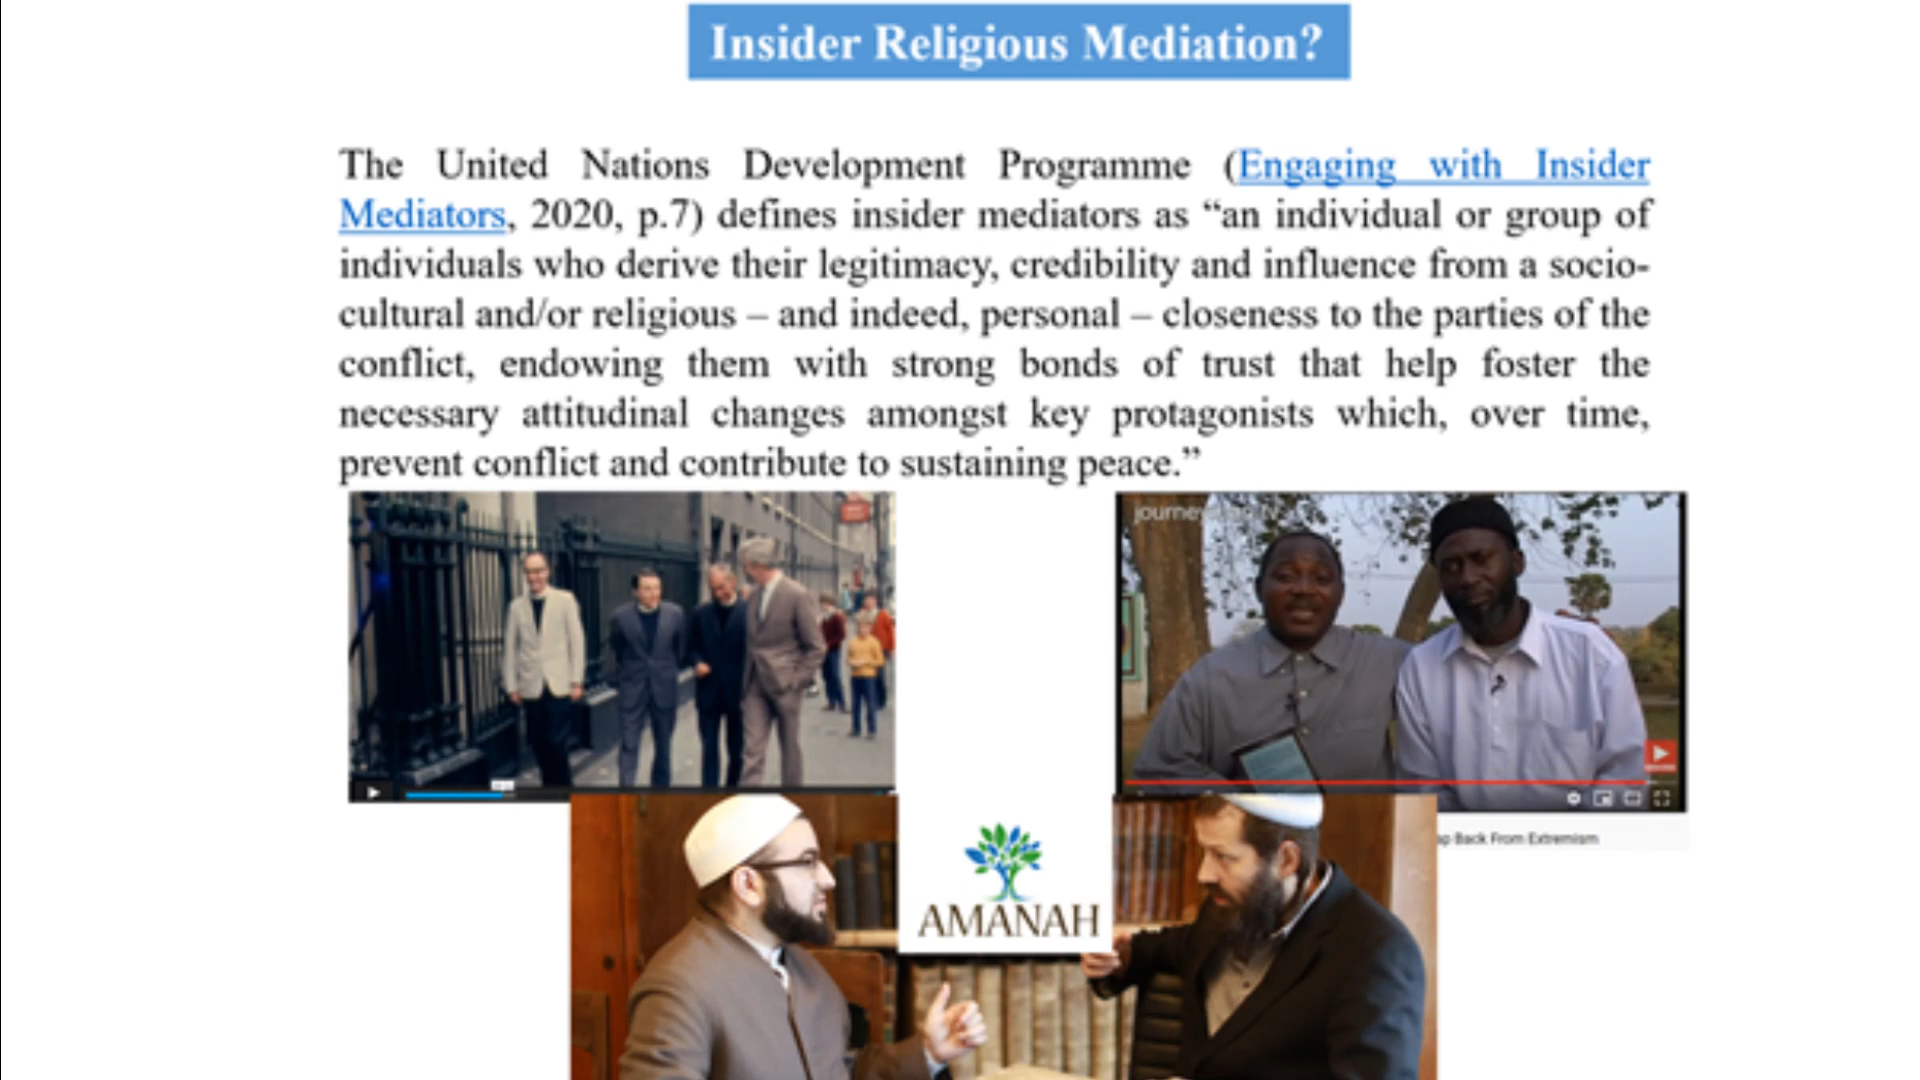 Insider Religious Mediation?
The United Nations Development Programme (Engaging with Insider
Mediators, 2020, p.7) defines insider mediators as “an individual or group of
individuals who derive their legitimacy, credibility and influence from a socio-
cultural and/or religious – and indeed, personal – closeness to the parties of the
conflict, endowing them with strong bonds of trust that help foster the
necessary attitudinal changes amongst key protagonists which, over time,
prevent conflict and contribute to sustaining peace.”
Back From Extremism
AMANAH